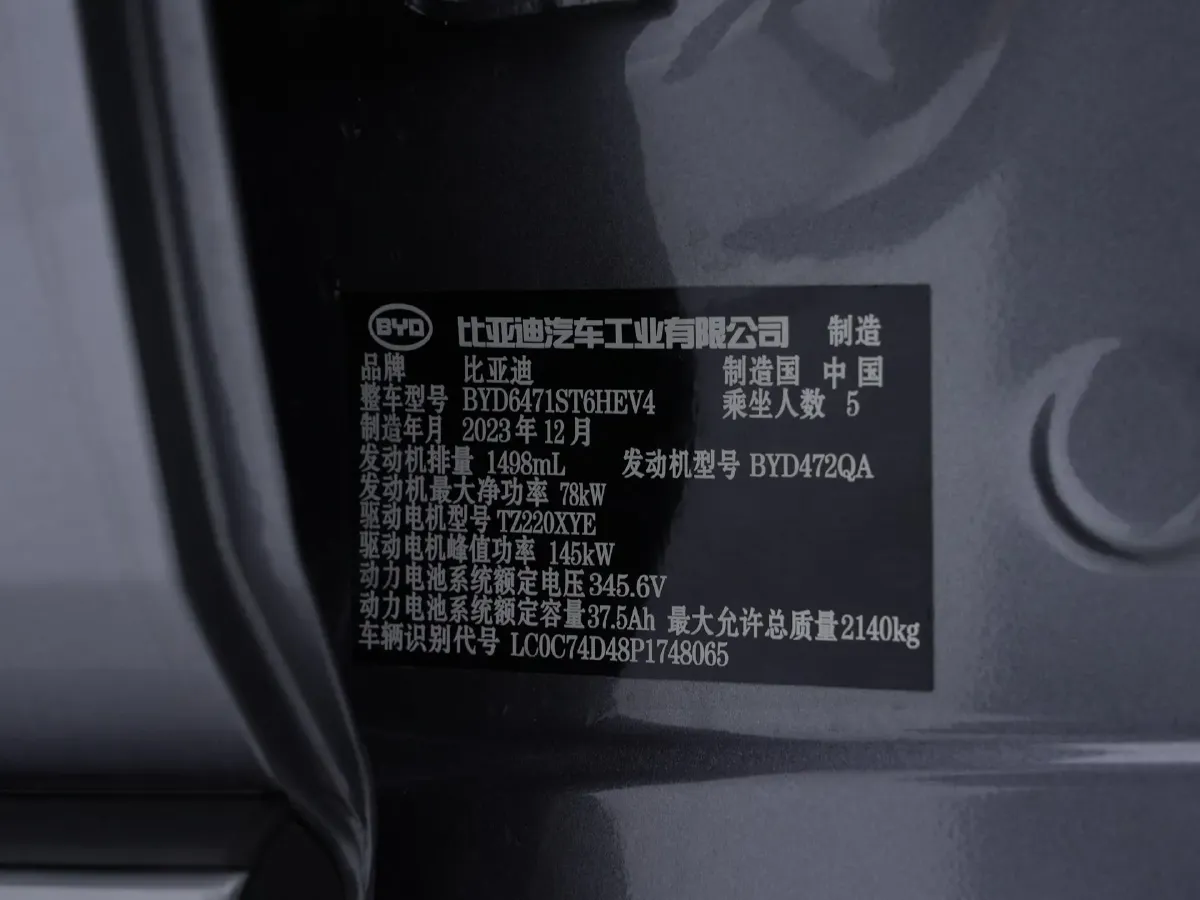 BYD 比亚迪汽车工业有限公司 制造
品牌 比亚迪 制造国 中国
整车型号 BYD6471ST6HEV4 乘坐人数 5
制造年月 2023年12月
发动机排量 1498mL 发动机型号 BYD472QA
发动机最大净功率 78kW
驱动电机型号 TZ220XYE
驱动电机峰值功率 145kW
动力电池系统额定电压 345.6V
动力电池系统额定容量 37.5Ah 最大允许总质量 2140kg
车辆识别代号 LC0C74D48P1748065